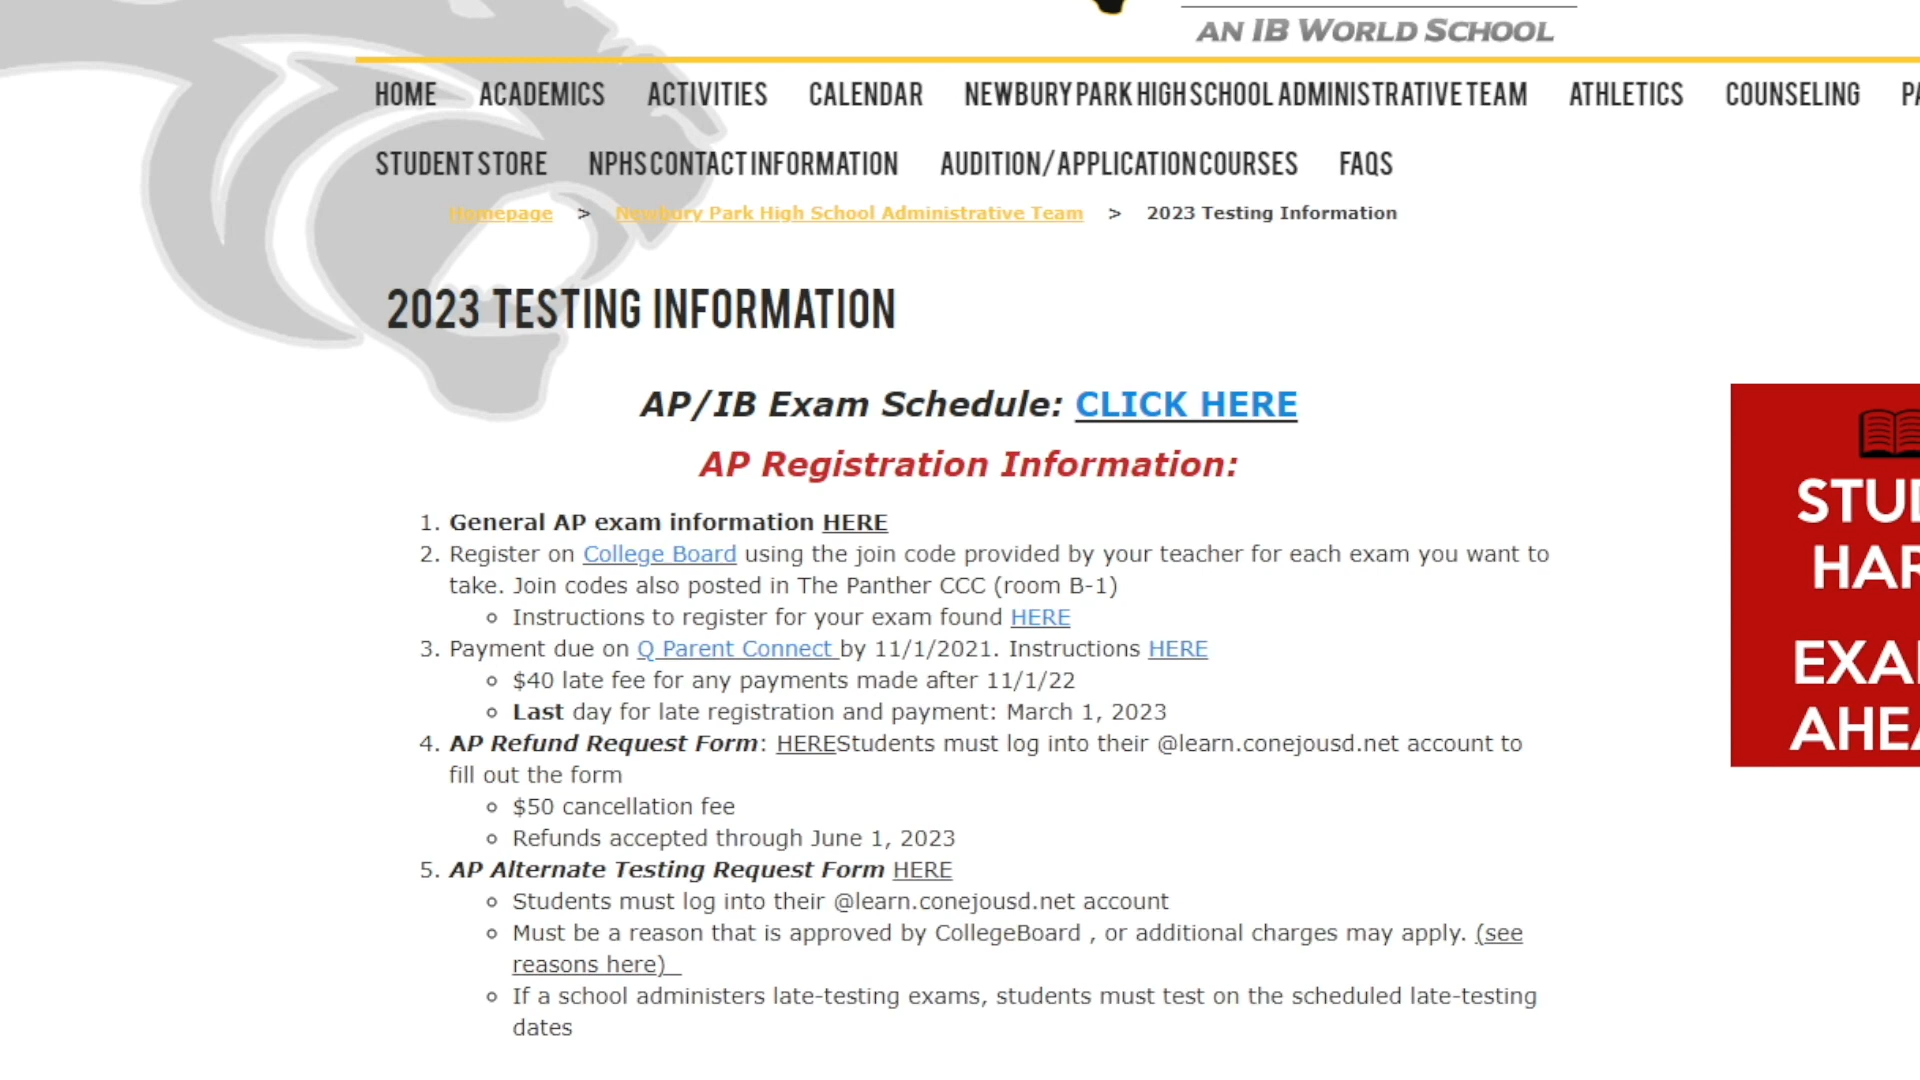 AN IB WORLD SCHOOL
HOME ACADEMICS ACTIVITIES CALENDAR NEWBURY PARK HIGH SCHOOL ADMINISTRATIVE TEAM ATHLETICS COUNSELING PA
STUDENT STORE NPHS CONTACT INFORMATION AUDITION/APPLICATION COURSES FAQS
Homepage > Newbury Park High School Administrative Team > 2023 Testing Information
2023 TESTING INFORMATION
AP/IB Exam Schedule: CLICK HERE
AP Registration Information:
1. General AP exam information HERE
2. Register on College Board using the join code provided by your teacher for each exam you want to
take. Join codes also posted in The Panther CCC (room B-1)
Instructions to register for your exam found HERE
3. Payment due on Q Parent Connect by 11/1/2021. Instructions HERE
$40 late fee for any payments made after 11/1/22
Last day for late registration and payment: March 1, 2023
4. AP Refund Request Form: HEREStudents must log into their @learn.conejousd.net account to
fill out the form
$50 cancellation fee
Refunds accepted through June 1, 2023
5. AP Alternate Testing Request Form HERE
Students must log into their @learn.conejousd.net account
Must be a reason that is approved by CollegeBoard , or additional charges may apply. (see
reasons here)
If a school administers late-testing exams, students must test on the scheduled late-testing
dates
STUD
HAR
EXA
AHEA